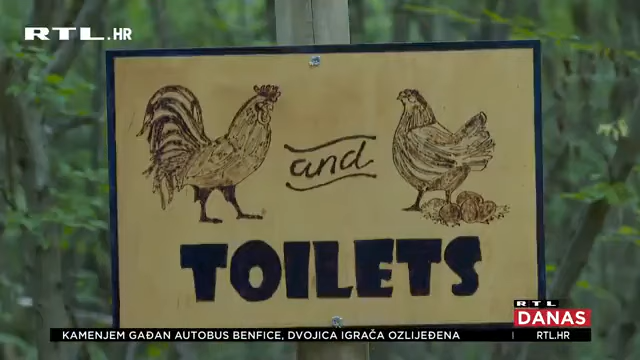 RTL.HR
and
TOILETS
RTL
DANAS
KAMENJEM GAĐAN AUTOBUS BENFICE, DVOJICA IGRAČA OZLIJEĐENA
RTL.HR